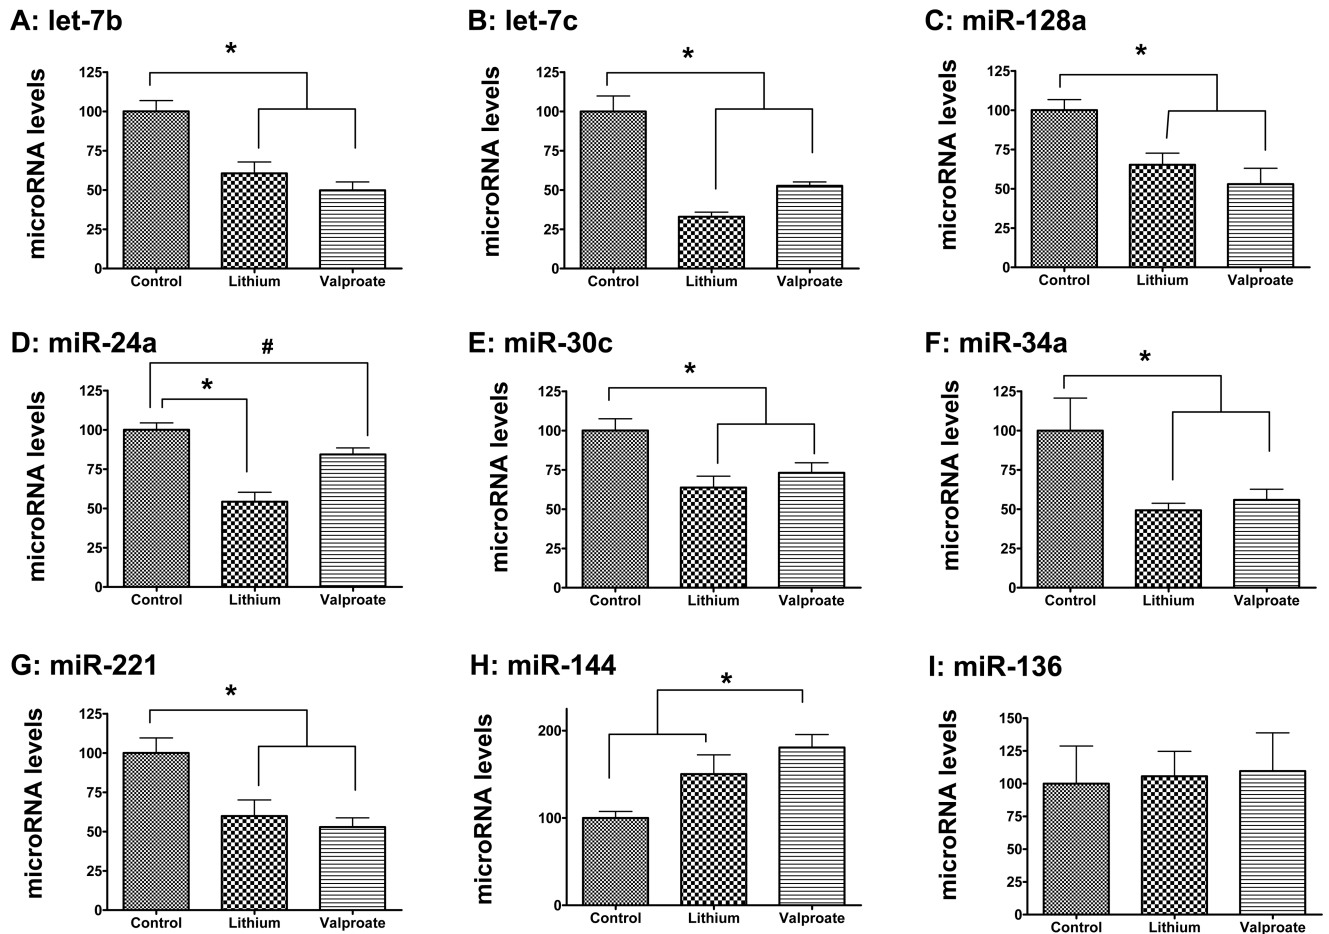 A: let-7b
*
microRNA levels
125
100
75
50
25
0
Control Lithium Valproate
B: let-7c
*
microRNA levels
125
100
75
50
25
0
Control Lithium Valproate
C: miR-128a
*
microRNA levels
125
100
75
50
25
0
Control Lithium Valproate
D: miR-24a
#
*
microRNA levels
125
100
75
50
25
0
Control Lithium Valproate
E: miR-30c
*
microRNA levels
125
100
75
50
25
0
Control Lithium Valproate
F: miR-34a
*
microRNA levels
125
100
75
50
25
0
Control Lithium Valproate
G: miR-221
*
microRNA levels
125
100
75
50
25
0
Control Lithium Valproate
H: miR-144
*
microRNA levels
200
100
0
Control Lithium Valproate
I: miR-136
microRNA levels
150
125
100
75
50
25
0
Control Lithium Valproate